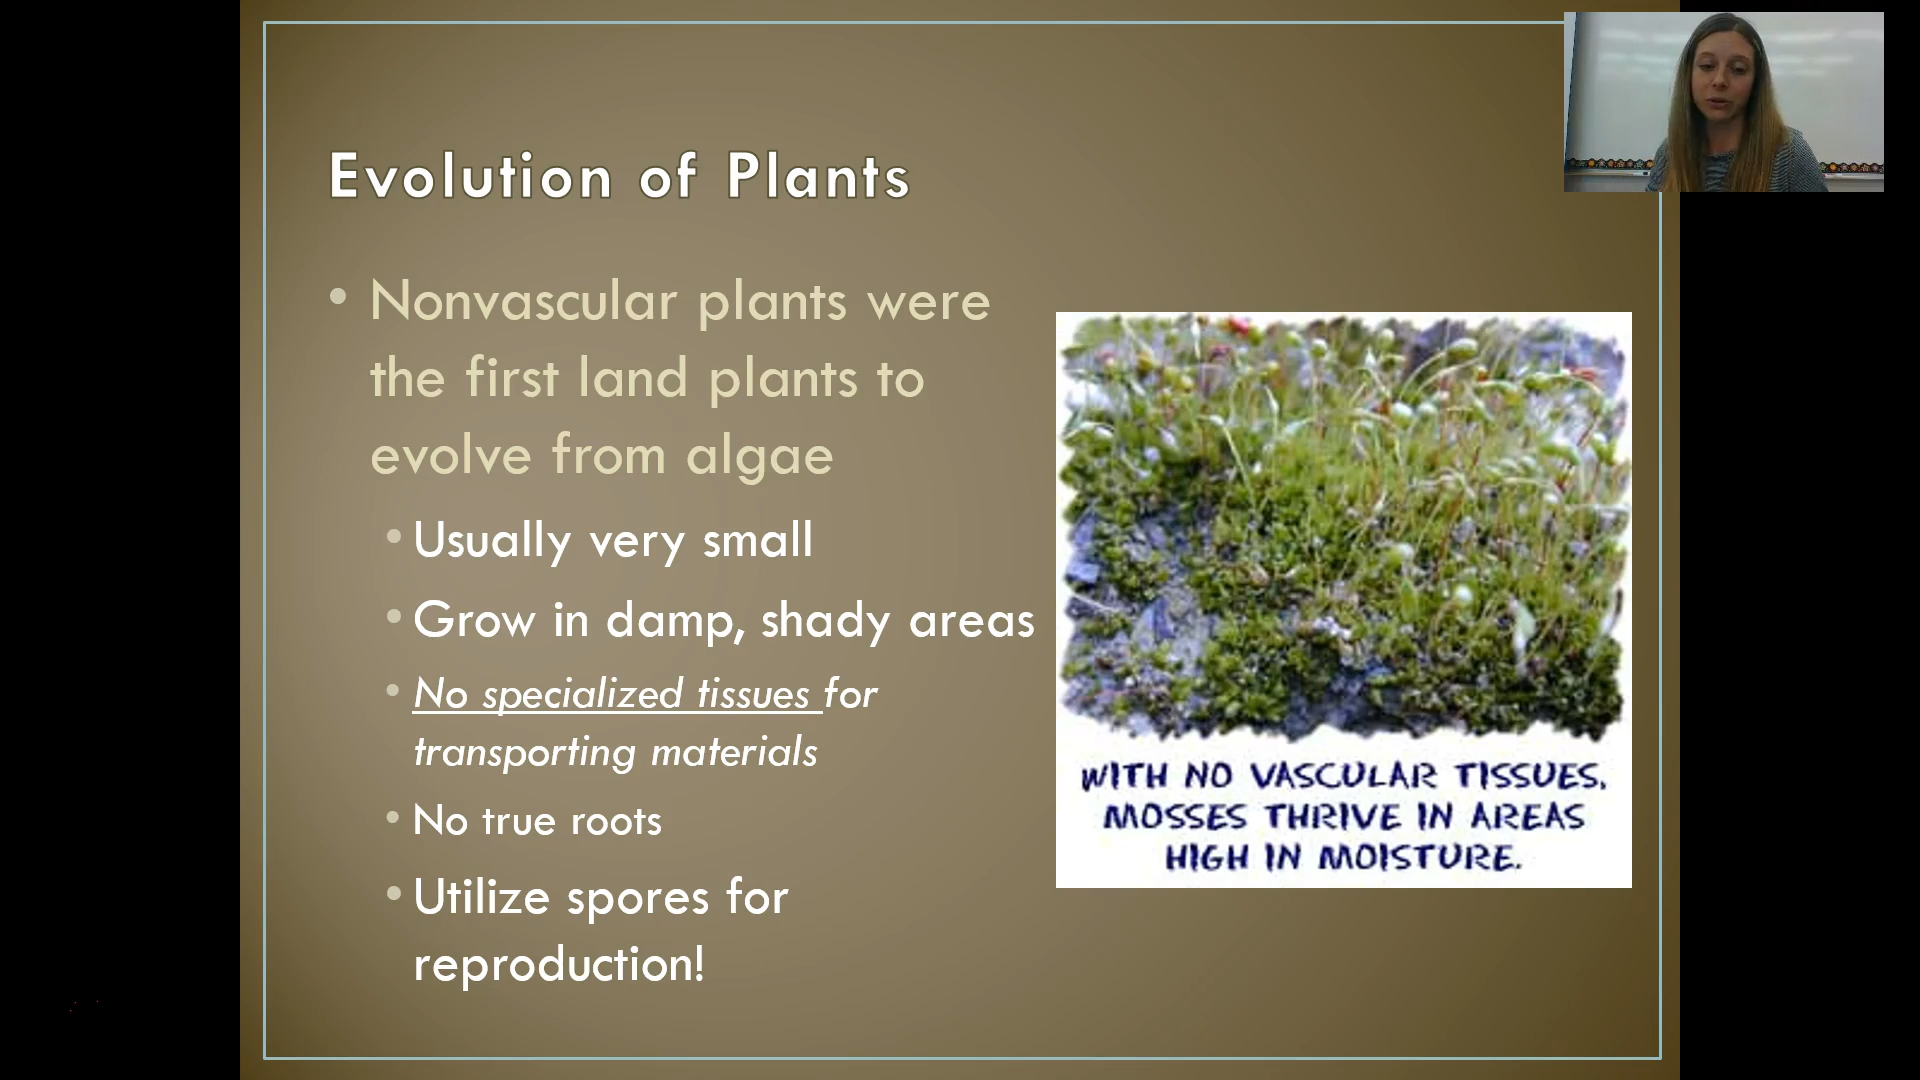 Evolution of Plants
• Nonvascular plants were
the first land plants to
evolve from algae
• Usually very small
• Grow in damp, shady areas
• No specialized tissues for
transporting materials
• No true roots
• Utilize spores for
reproduction!
WITH NO VASCULAR TISSUES,
MOSSES THRIVE IN AREAS
HIGH IN MOISTURE.